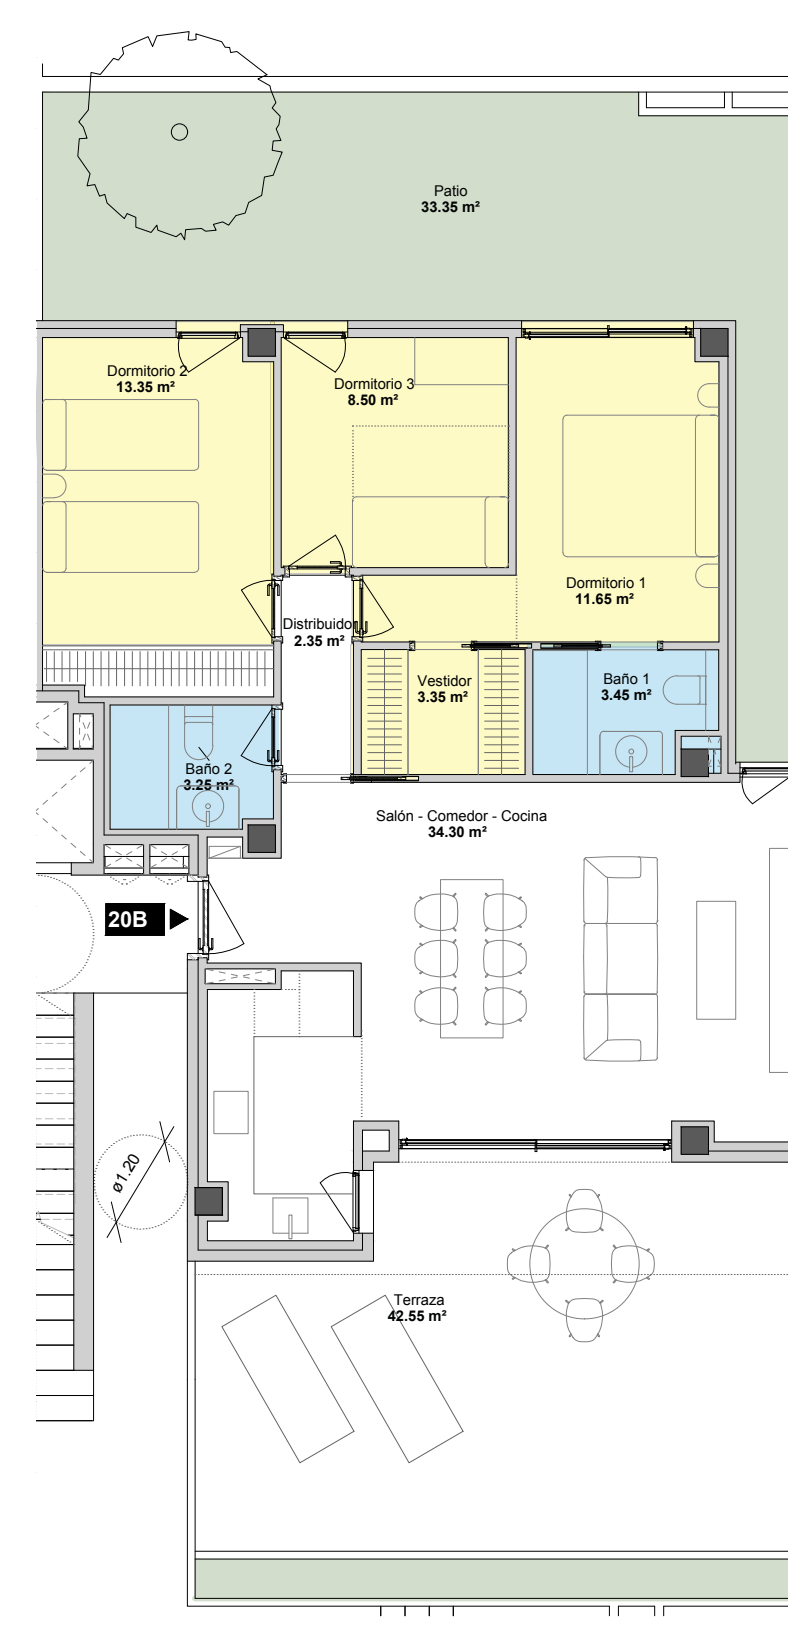 Patio
33.35 m²
Dormitorio 2
13.35 m²
Dormitorio 3
8.50 m²
Dormitorio 1
11.65 m²
Distribuidor
2.35 m²
Vestidor
3.35 m²
Baño 1
3.45 m²
Baño 2
3.25 m²
Salón - Comedor - Cocina
34.30 m²
20B
ø1.20
Terraza
42.55 m²